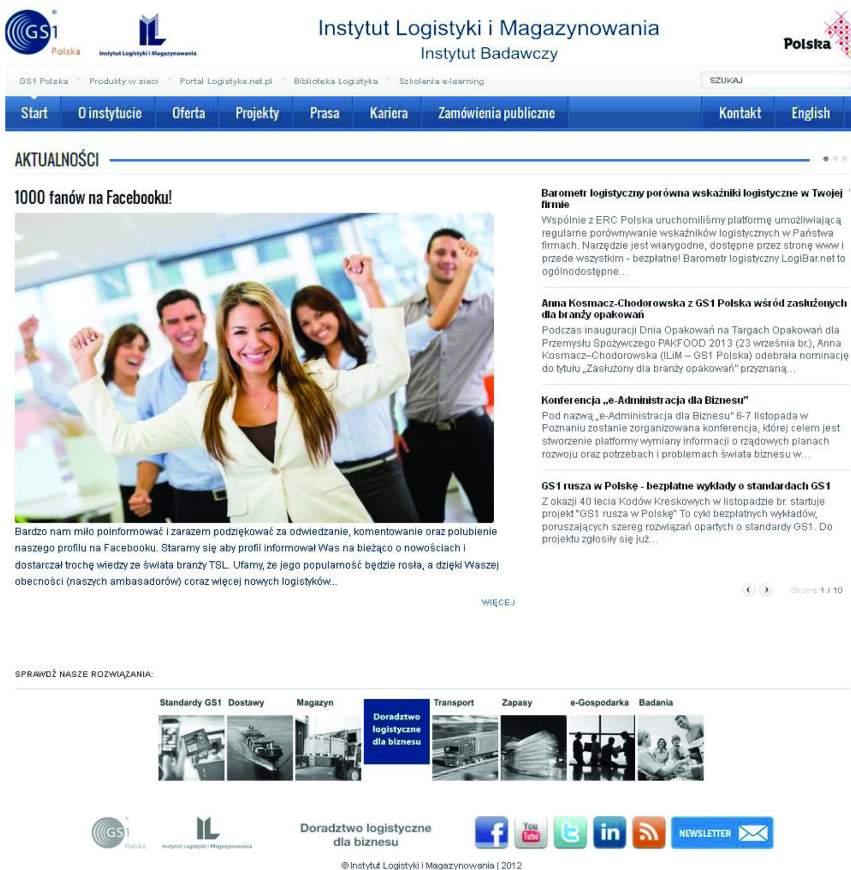 GS1
Polska
Instytut Logistyki i Magazynowania
Instytut Logistyki i Magazynowania
Instytut Badawczy
Polska
GS1 Polska
Produkty w sieci
Portal Logistyka.net.pl
Biblioteka Logistyka
Szkolenia e-learning
SZUKAJ
Start
O instytucie
Oferta
Projekty
Prasa
Kariera
Zamówienia publiczne
Kontakt
English
AKTUALNOŚCI
1000 fanów na Facebooku!
Bardzo nam miło poinformować i zarazem podziękować za odwiedzanie, komentowanie oraz polubienie
naszego profilu na Facebooku. Staramy się aby profil informował Was na bieżąco o nowościach i
dostarczał trochę wiedzy ze świata branży TSL. Ufamy, że jego popularność będzie rosła, a dzięki Waszej
obecności (naszych ambasadorów) coraz więcej nowych logistyków...
WIĘCEJ
Barometr logistyczny porówna wskaźniki logistyczne w Twojej
firmie
Wspólnie z ERC Polska uruchomiliśmy platformę umożliwiającą
regularne porównywanie wskaźników logistycznych w Państwa
firmach. Narzędzie jest wiarygodne, dostępne przez stronę www i
przede wszystkim - bezpłatne! Barometr logistyczny LogiBar.net to
ogólnodostępne...
Anna Kosmacz-Chodorowska z GS1 Polska wśród zasłużonych
dla branży opakowań
Podczas inauguracji Dnia Opakowań na Targach Opakowań dla
Przemysłu Spożywczego PAKFOOD 2013 (23 września br.), Anna
Kosmacz–Chodorowska (ILiM – GS1 Polska) odebrała nominację
do tytułu „Zasłużony dla branży opakowań” przyznaną...
Konferencja „e-Administracja dla Biznesu”
Pod nazwą „e-Administracja dla Biznesu” 6-7 listopada w
Poznaniu zostanie zorganizowana konferencja, której celem jest
stworzenie platformy wymiany informacji o rządowych planach
rozwoju oraz potrzebach i problemach świata biznesu w...
GS1 rusza w Polskę - bezpłatne wykłady o standardach GS1
Z okazji 40 lecia Kodów Kreskowych w listopadzie br. startuje
projekt "GS1 rusza w Polskę" To cykl bezpłatnych wykładów,
poruszających szereg rozwiązań opartych o standardy GS1. Do
projektu zgłosiły się już...
Strona: 1 / 10
SPRAWDŹ NASZE ROZWIĄZANIA:
Standardy GS1
Dostawy
Magazyn
Doradztwo
logistyczne
dla biznesu
Transport
Zapasy
e-Gospodarka
Badania
GS1
Polska
Instytut Logistyki i Magazynowania
Doradztwo logistyczne
dla biznesu
You
Tube
in
NEWSLETTER
© Instytut Logistyki i Magazynowania | 2012